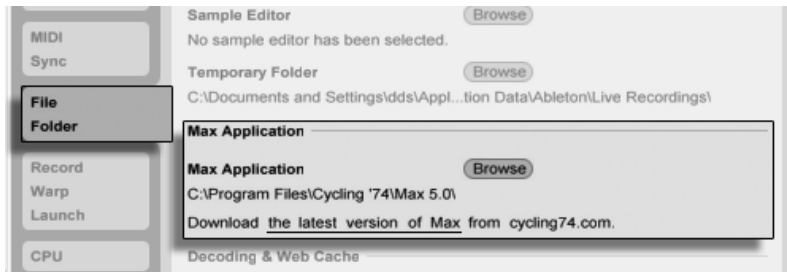 MIDI
Sync
File
Folder
Record
Warp
Launch
CPU
Sample Editor Browse
No sample editor has been selected.
Temporary Folder Browse
C:\Documents and Settings\dds\Appl...tion Data\Ableton\Live Recordings\
Max Application
Max Application Browse
C:\Program Files\Cycling '74\Max 5.0\
Download the latest version of Max from cycling74.com.
Decoding & Web Cache